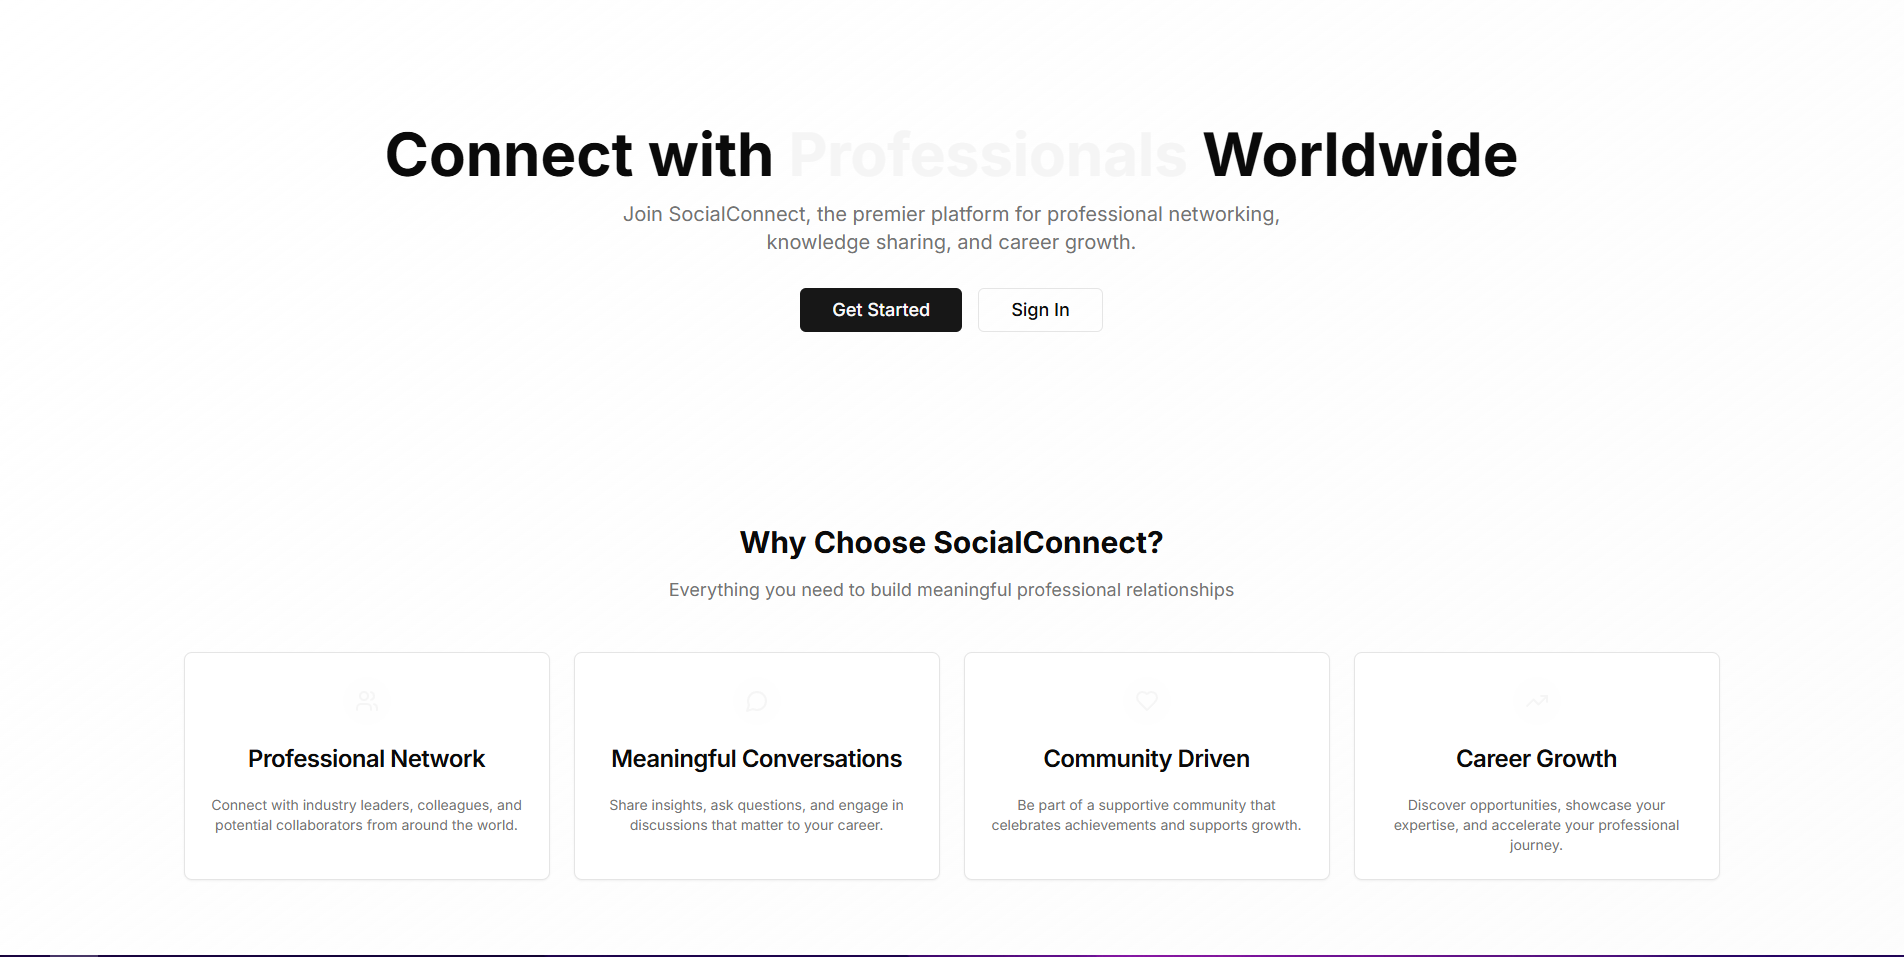 Connect with Professionals Worldwide
Join SocialConnect, the premier platform for professional networking,
knowledge sharing, and career growth.
Get Started
Sign In
Why Choose SocialConnect?
Everything you need to build meaningful professional relationships
Professional Network
Connect with industry leaders, colleagues, and
potential collaborators from around the world.
Meaningful Conversations
Share insights, ask questions, and engage in
discussions that matter to your career.
Community Driven
Be part of a supportive community that
celebrates achievements and supports growth.
Career Growth
Discover opportunities, showcase your
expertise, and accelerate your professional
journey.